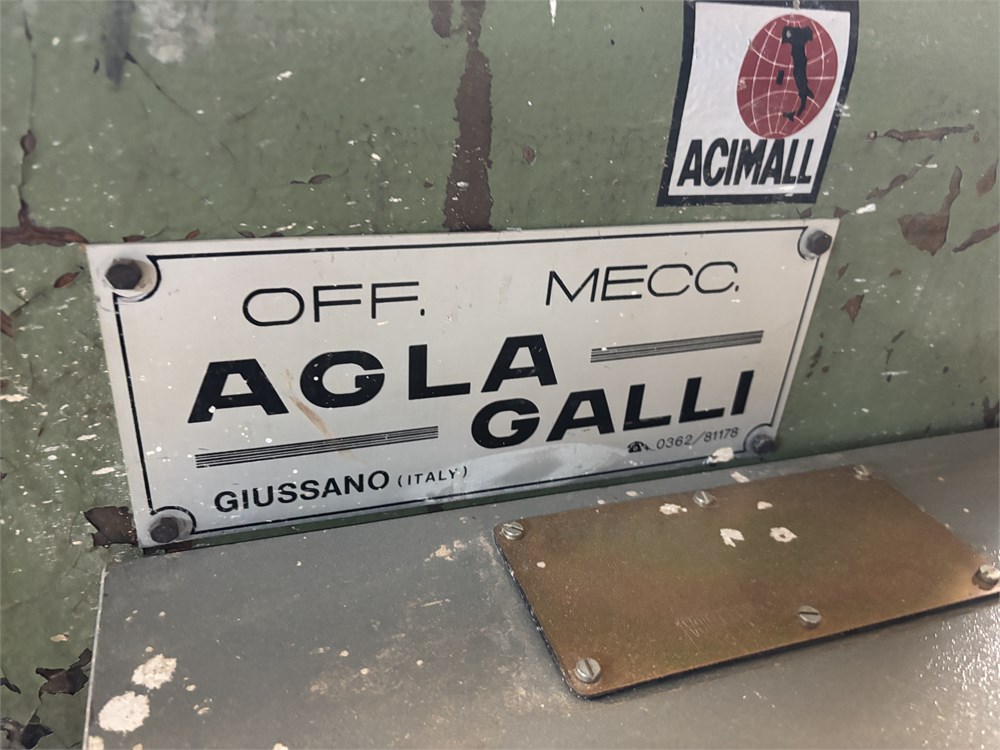 ACIMALL
OFF. MECC.
AGLA
GALLI
☎ 0362/81178
GIUSSANO (ITALY)